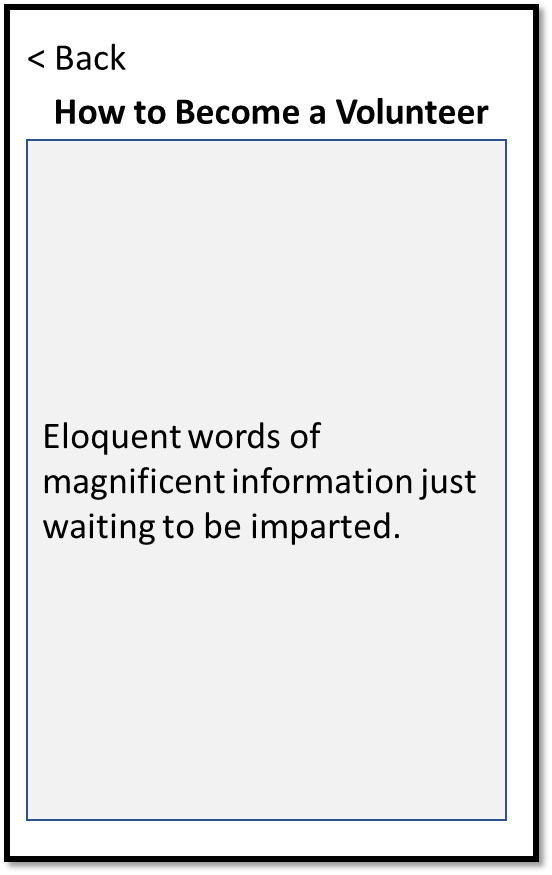 < Back
How to Become a Volunteer
Eloquent words of
magnificent information just
waiting to be imparted.